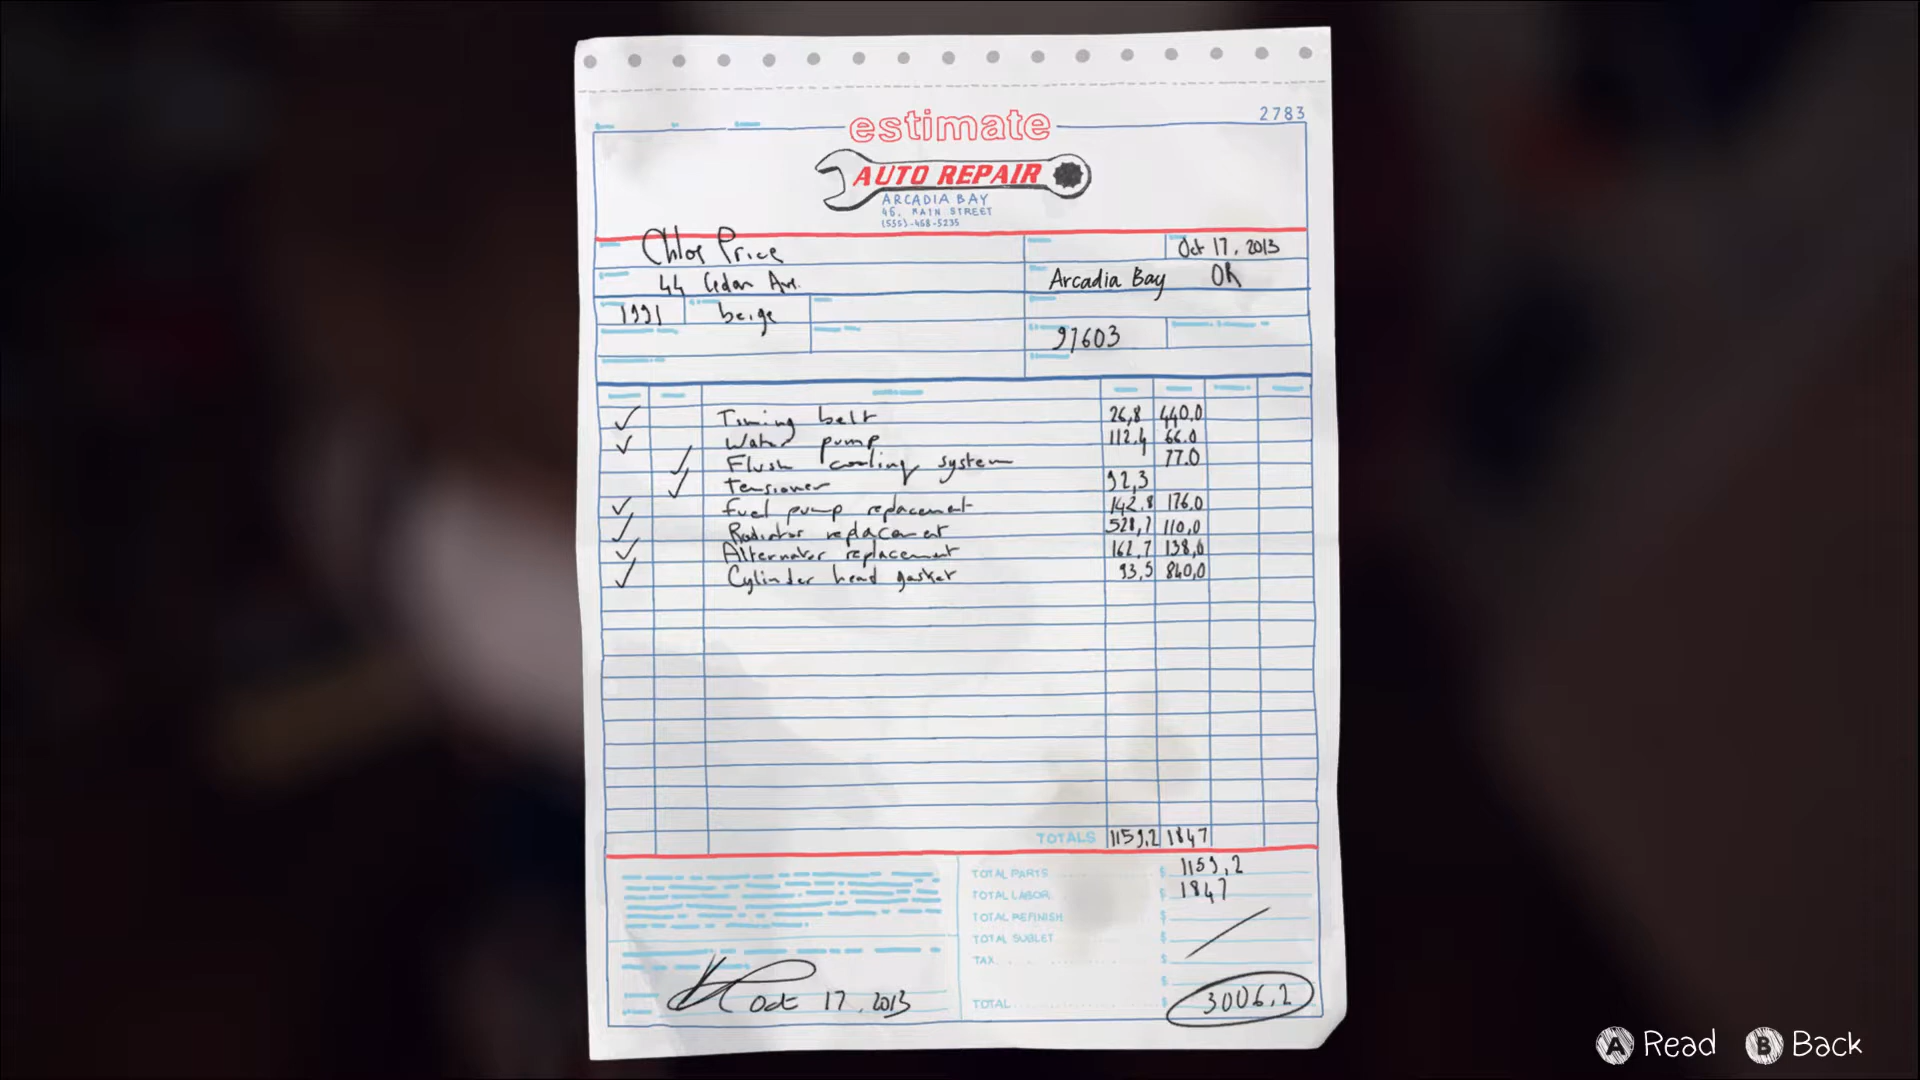 2783
estimate
AUTO REPAIR
ARCADIA BAY
46, MAIN STREET
(555)-468-5235
Chloe Price Oct 17, 2013
44 Cedar Ave. Arcadia Bay OR
1991 beige
97603
Timing belt 26,8 440.0
Water pump 112.4 66.0
Flush cooling system 77.0
Tensioner 92,3
Fuel pump replacement 142.8 176.0
Radiator replacement 528,7 110,0
Alternator replacement 162,7 138,0
Cylinder head gasket 93,5 840,0
TOTALS 1159,2 1847
TOTAL PARTS $ 1159,2
TOTAL LABOR $ 1847
TOTAL REFINISH $
TOTAL SUBLET $
TAX $
$
TOTAL $ 3006,2
Oct 17, 2013
A Read B Back